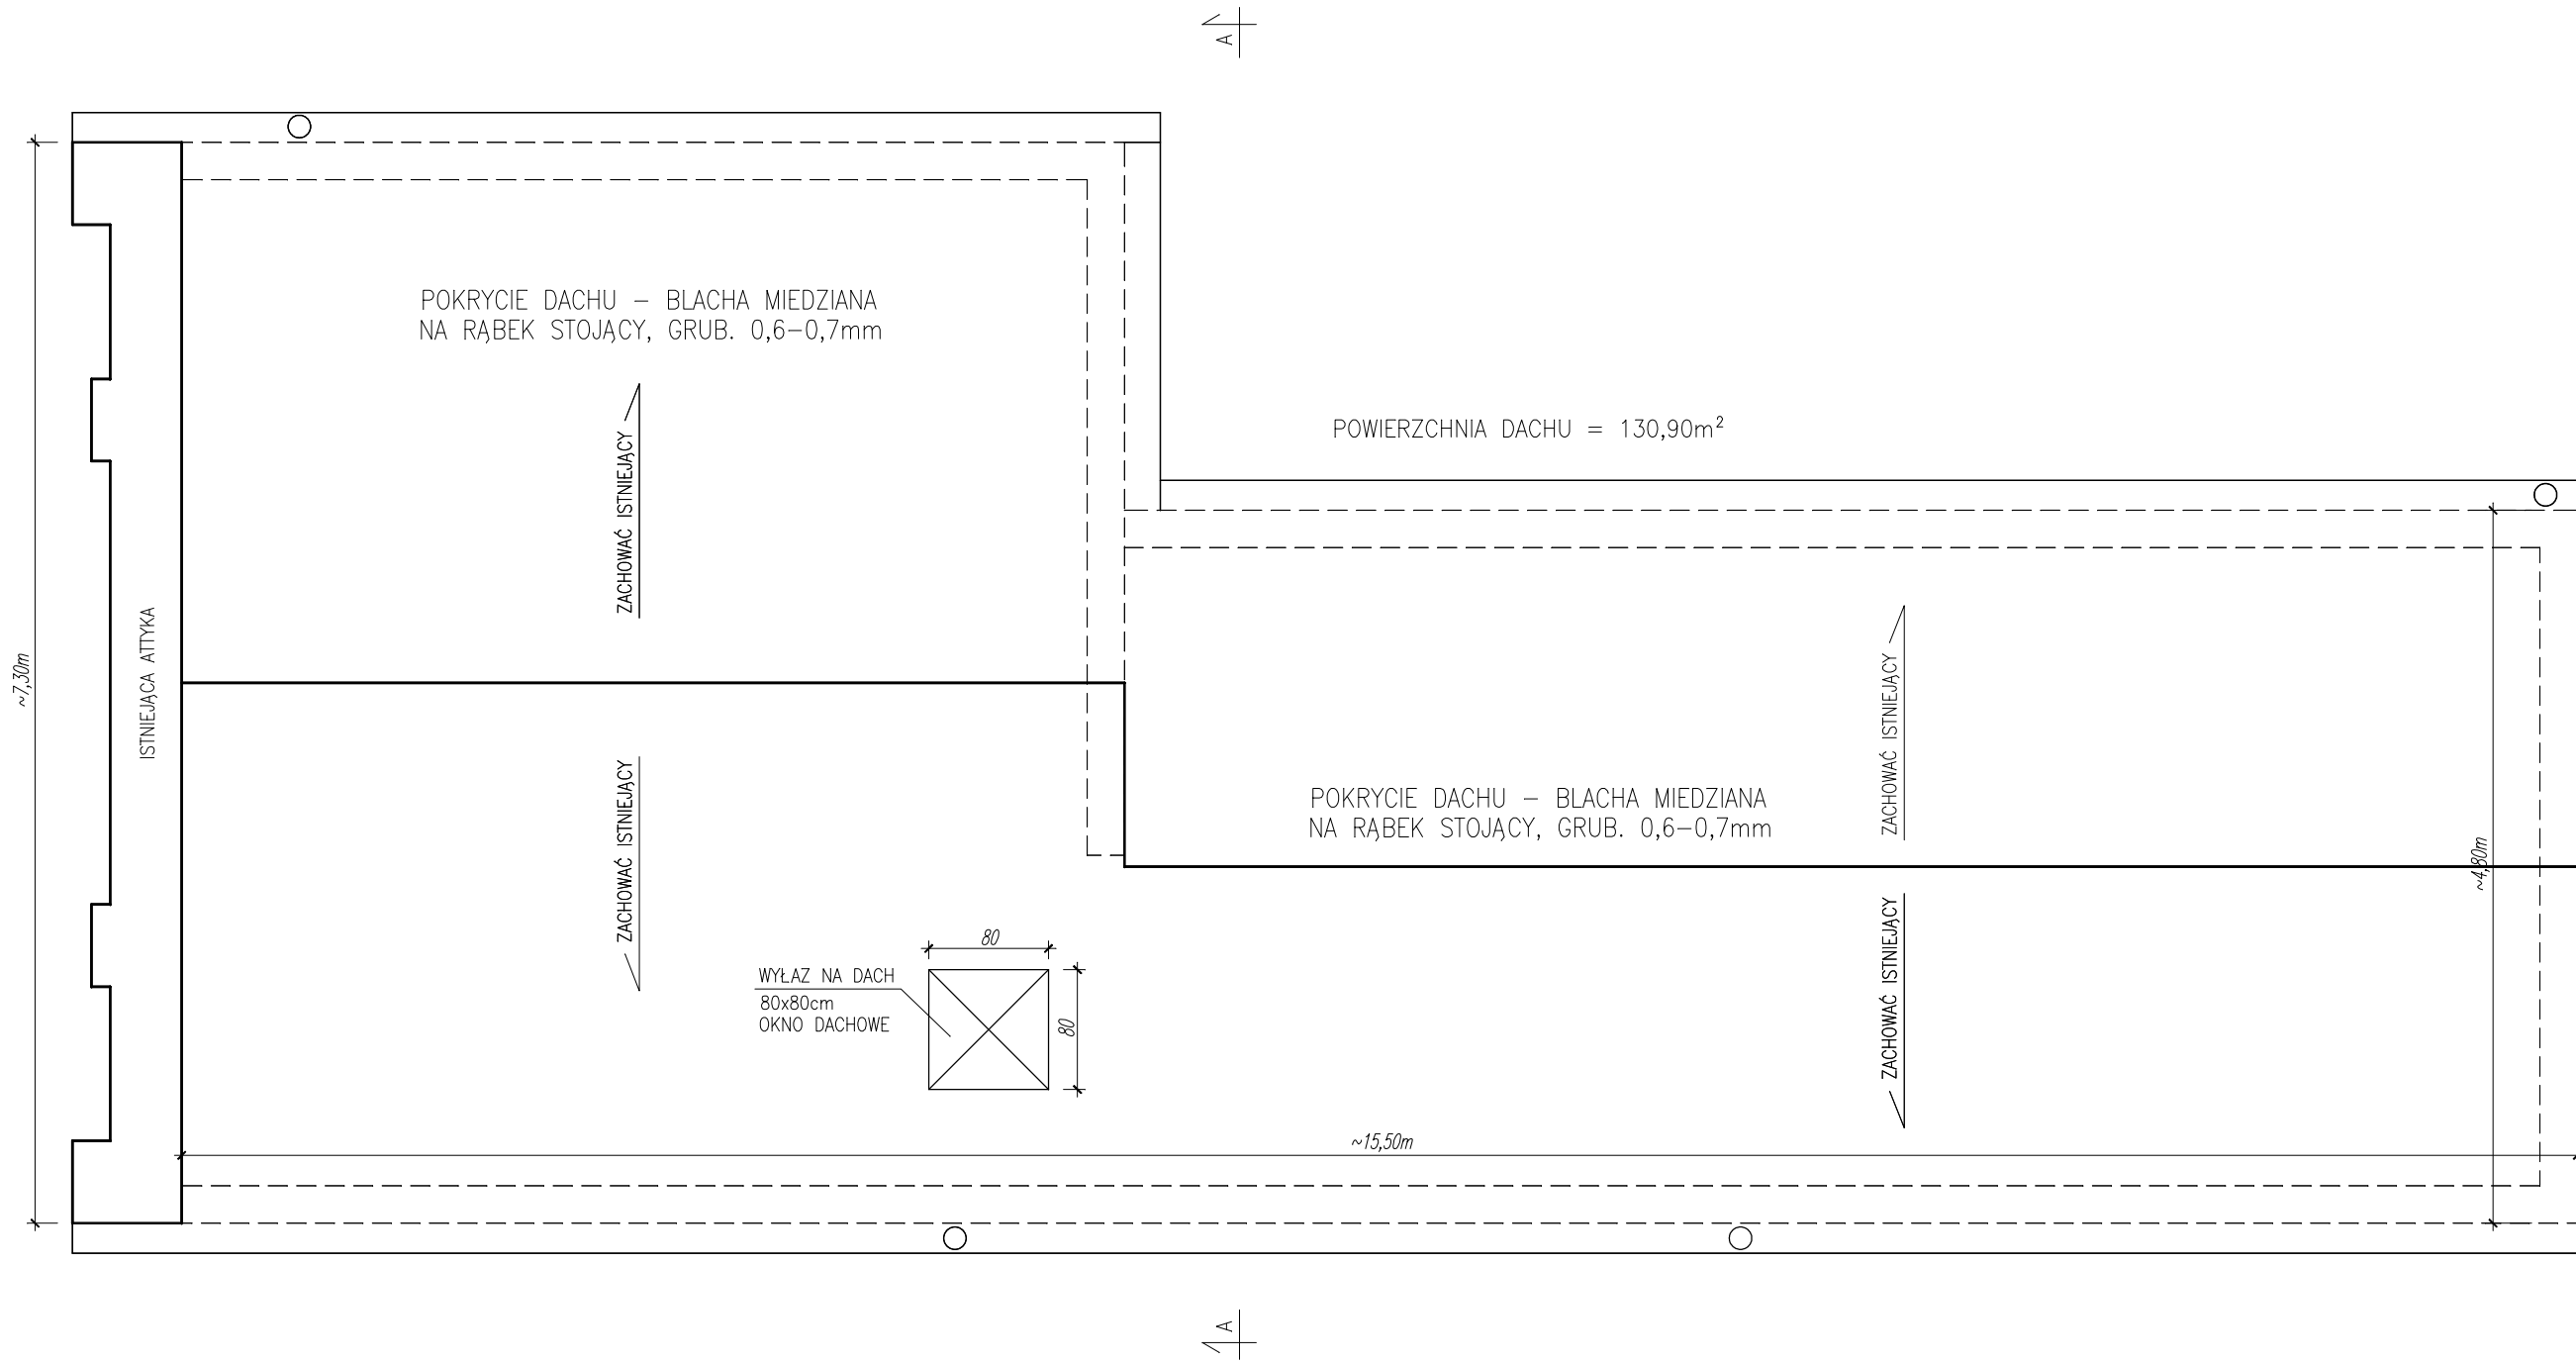 A
POKRYCIE DACHU – BLACHA MIEDZIANA
NA RĄBEK STOJĄCY, GRUB. 0,6–0,7mm
POWIERZCHNIA DACHU = 130,90m²
ZACHOWAĆ ISTNIEJĄCY
ISTNIEJĄCA ATTYKA
~7,30m
ZACHOWAĆ ISTNIEJĄCY
POKRYCIE DACHU – BLACHA MIEDZIANA
NA RĄBEK STOJĄCY, GRUB. 0,6–0,7mm
~4,80m
ZACHOWAĆ ISTNIEJĄCY
ZACHOWAĆ ISTNIEJĄCY
80
WYŁAZ NA DACH
80x80cm
OKNO DACHOWE
80
~15,50m
A